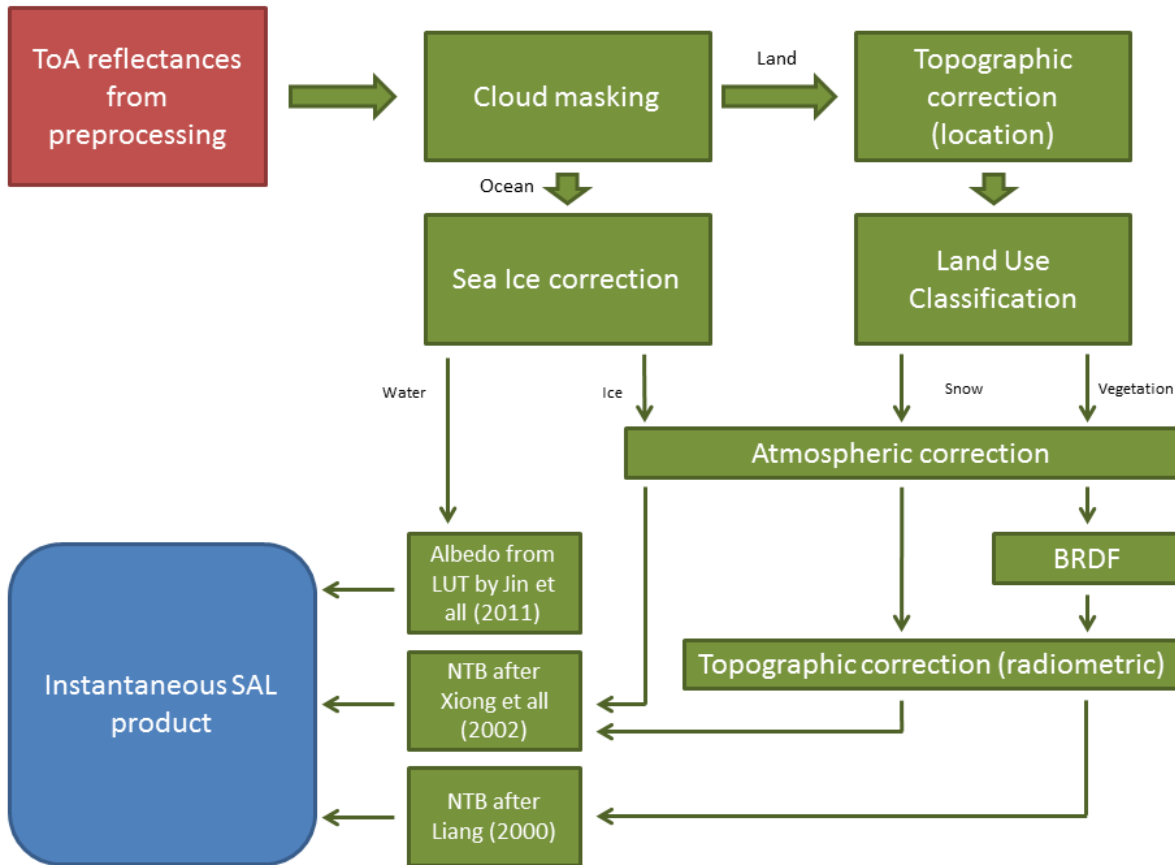 ToA reflectances
from
preprocessing
Cloud masking
Land
Topographic
correction
(location)
Ocean
Sea Ice correction
Land Use
Classification
Water
Ice
Snow
Vegetation
Atmospheric correction
Albedo from
LUT by Jin et
all (2011)
BRDF
Instantaneous SAL
product
NTB after
Xiong et all
(2002)
Topographic correction (radiometric)
NTB after
Liang (2000)